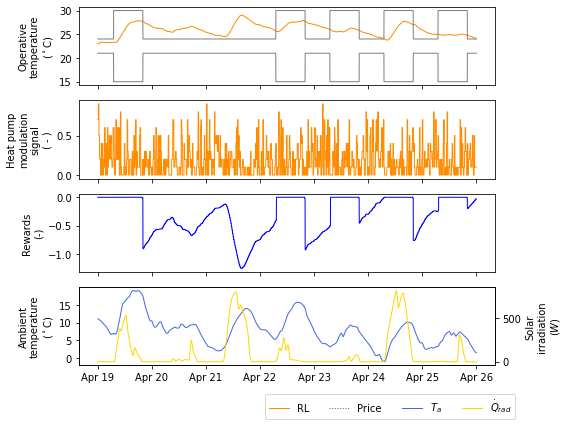 Operative
temperature
(°C)
30
25
20
15
Heat pump
modulation
signal
( - )
0.5
0.0
Rewards
(-)
0.0
−0.5
−1.0
Ambient
temperature
(°C)
15
10
5
0
500
0
Solar
irradiation
(W)
Apr 19 Apr 20 Apr 21 Apr 22 Apr 23 Apr 24 Apr 25 Apr 26
RL Price Tₐ Q̇_rad